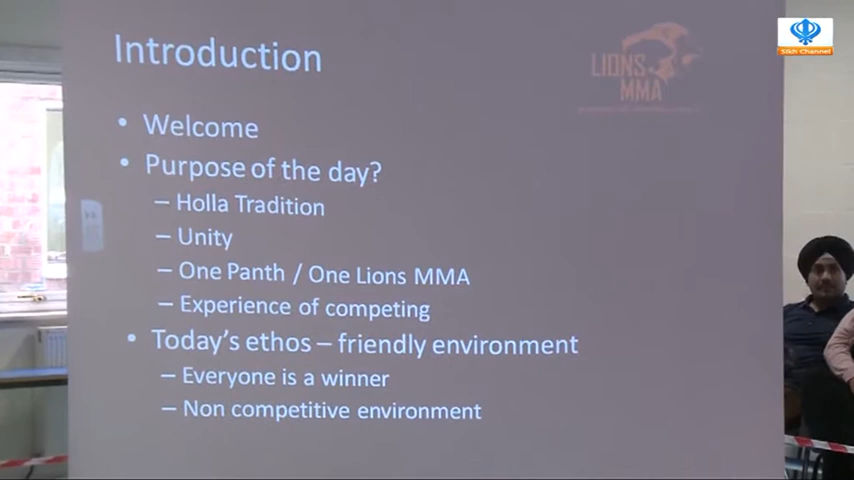 Introduction
LIONS
MMA
Sikh Channel
• Welcome
• Purpose of the day?
– Holla Tradition
– Unity
– One Panth / One Lions MMA
– Experience of competing
• Today's ethos – friendly environment
– Everyone is a winner
– Non competitive environment